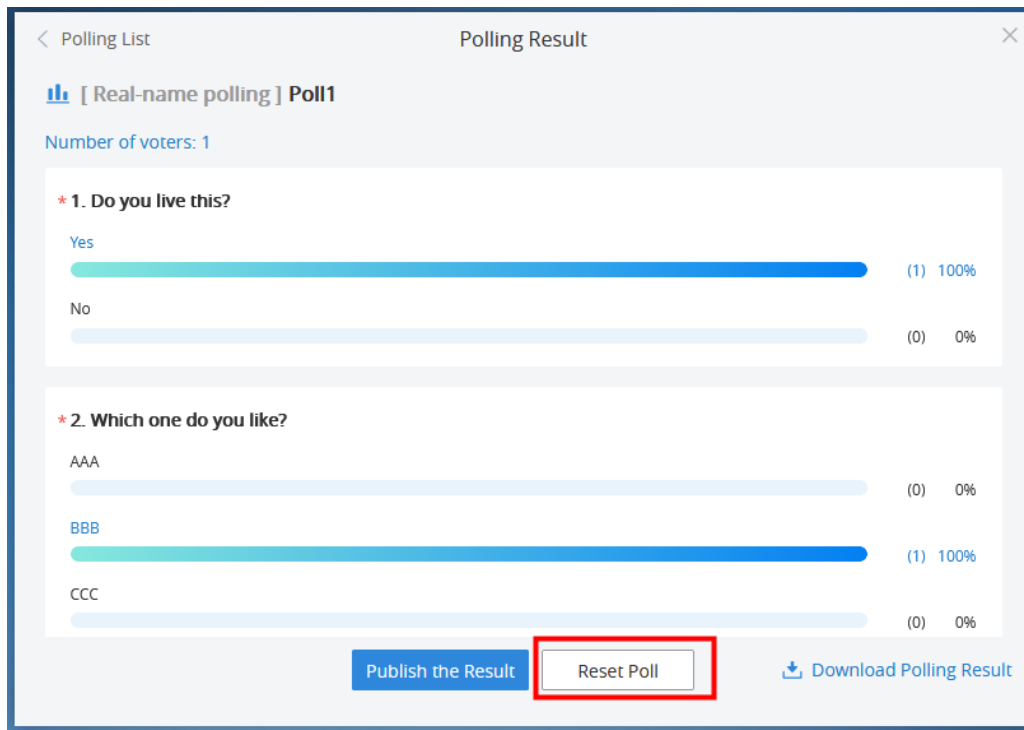 Polling List
Polling Result
[ Real-name polling ] Poll1
Number of voters: 1
* 1. Do you live this?
Yes
(1) 100%
No
(0) 0%
* 2. Which one do you like?
AAA
(0) 0%
BBB
(1) 100%
CCC
(0) 0%
Publish the Result
Reset Poll
Download Polling Result